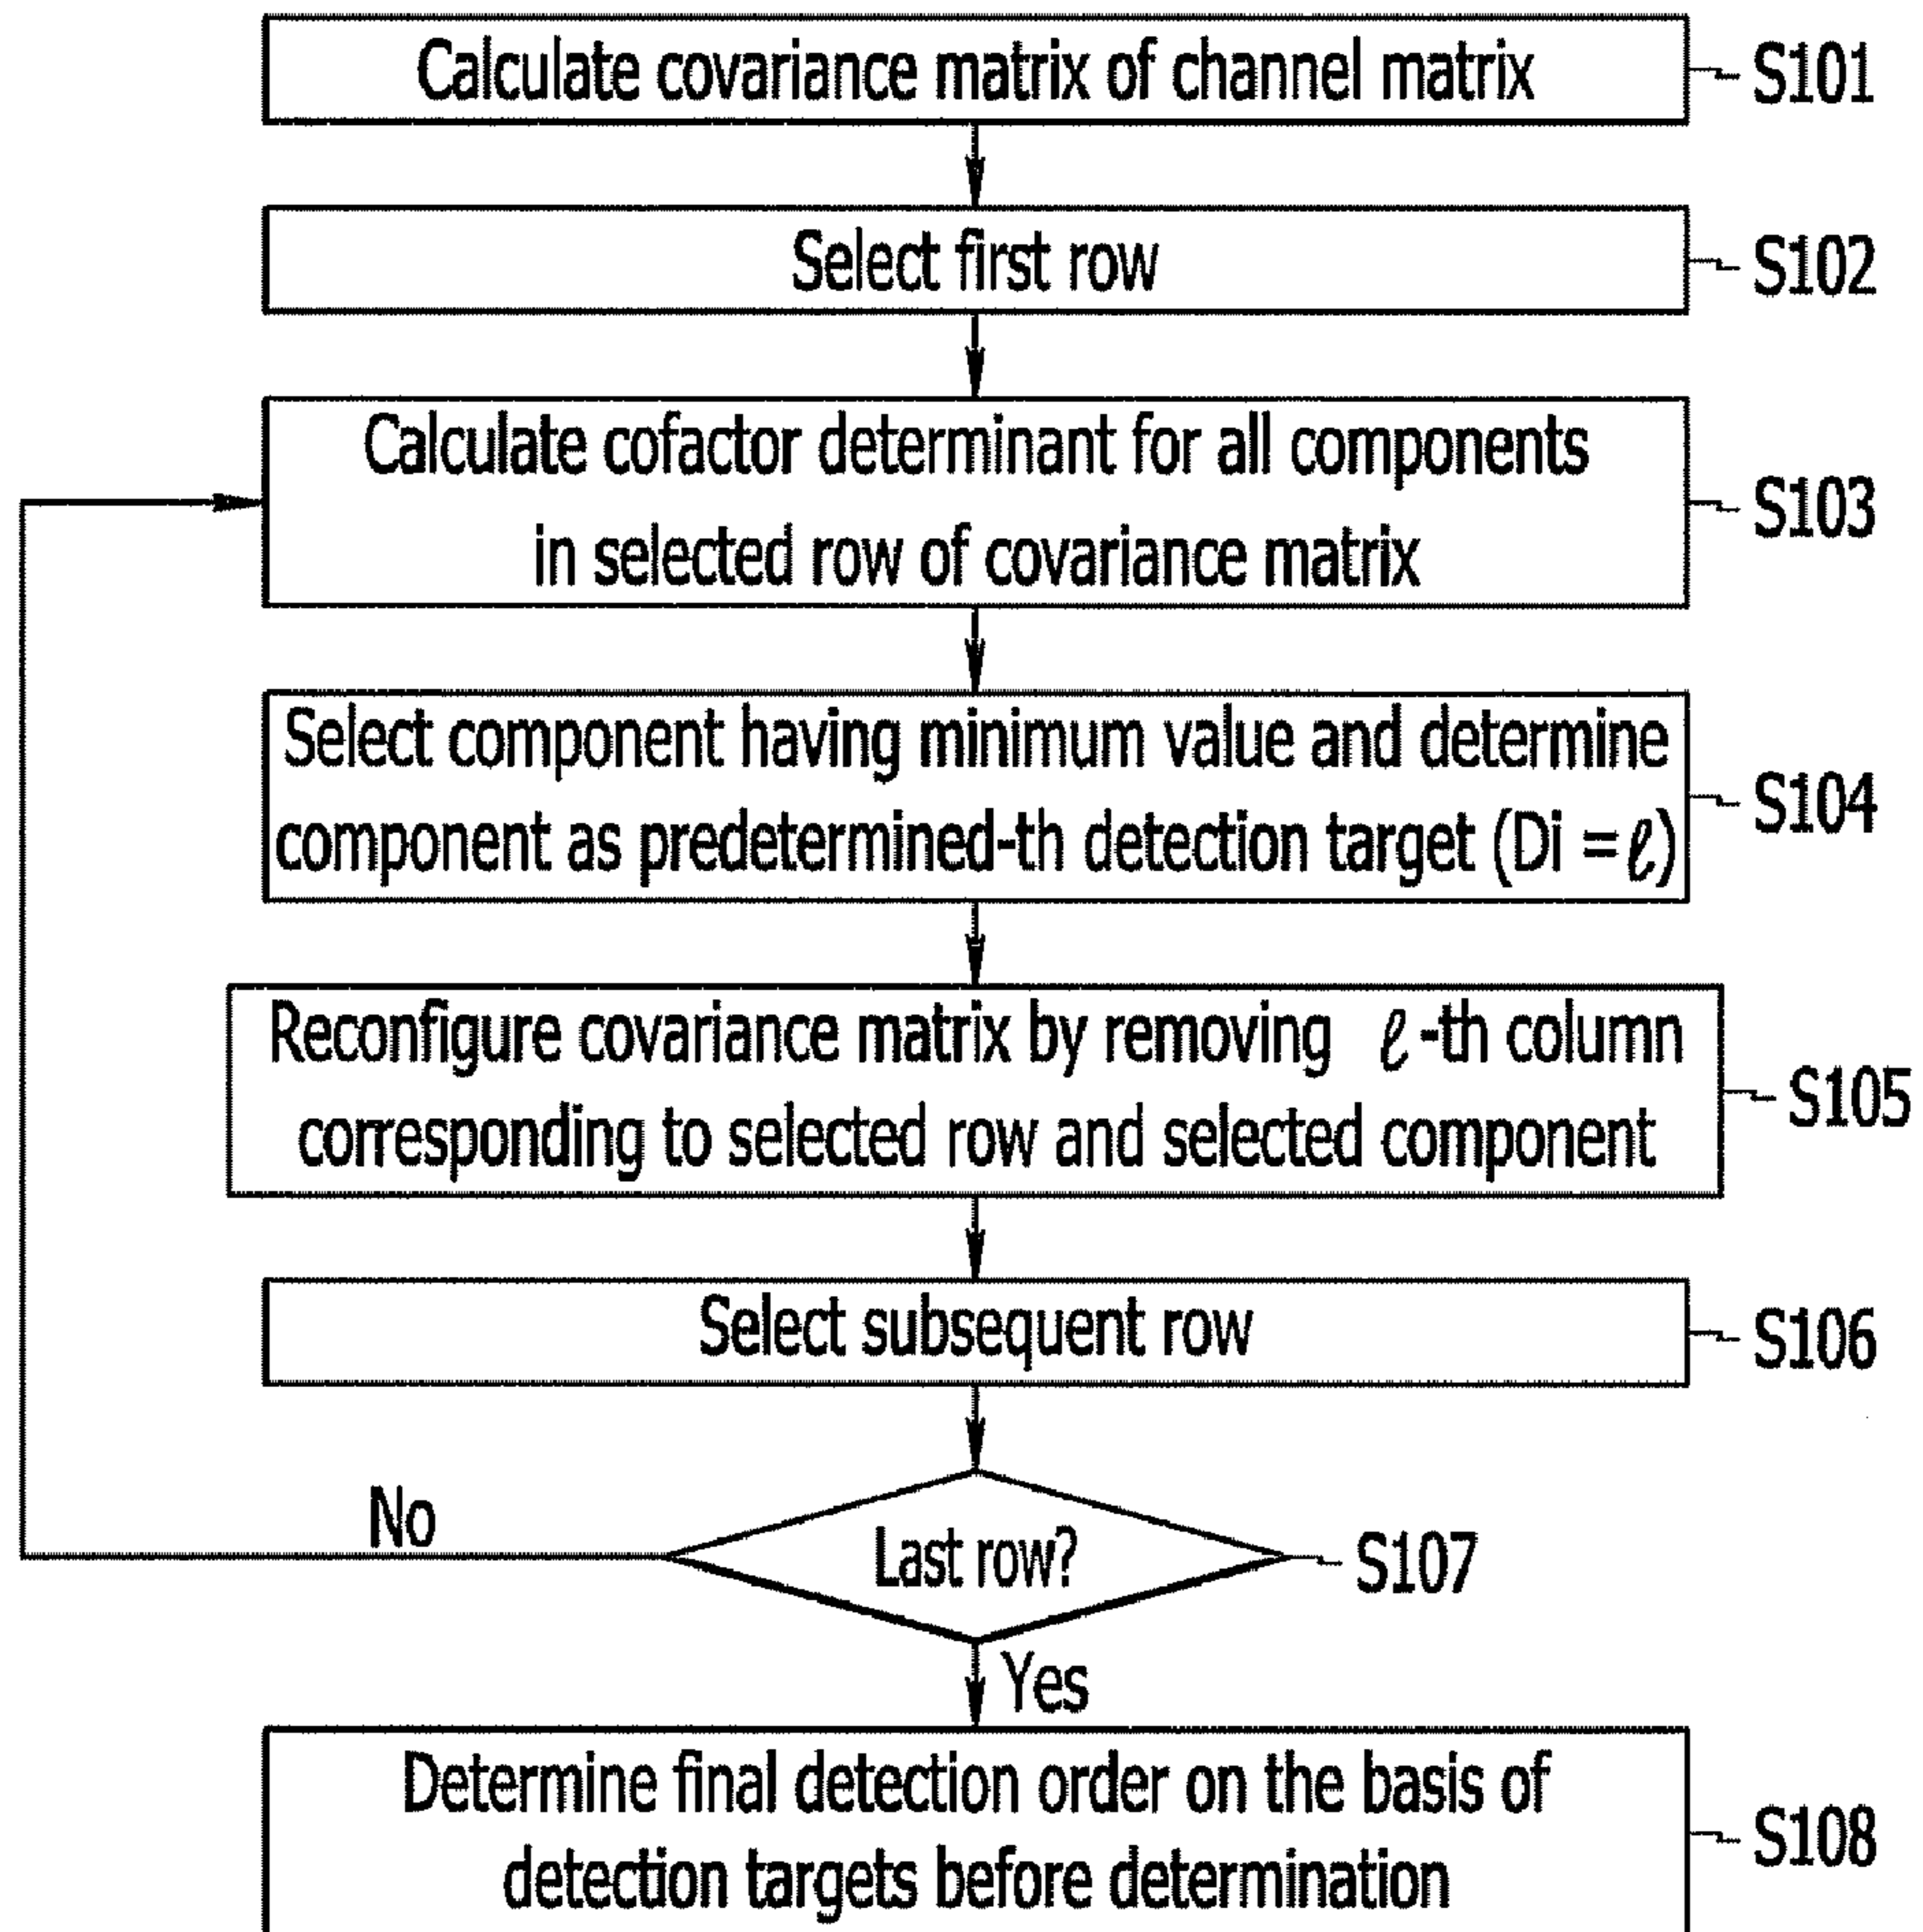 Calculate covariance matrix of channel matrix
S101
Select first row
S102
Calculate cofactor determinant for all components
in selected row of covariance matrix
S103
Select component having minimum value and determine
component as predetermined-th detection target (Di =ℓ)
S104
Reconfigure covariance matrix by removing ℓ-th column
corresponding to selected row and selected component
S105
Select subsequent row
S106
Last row?
S107
No
Yes
Determine final detection order on the basis of
detection targets before determination
S108